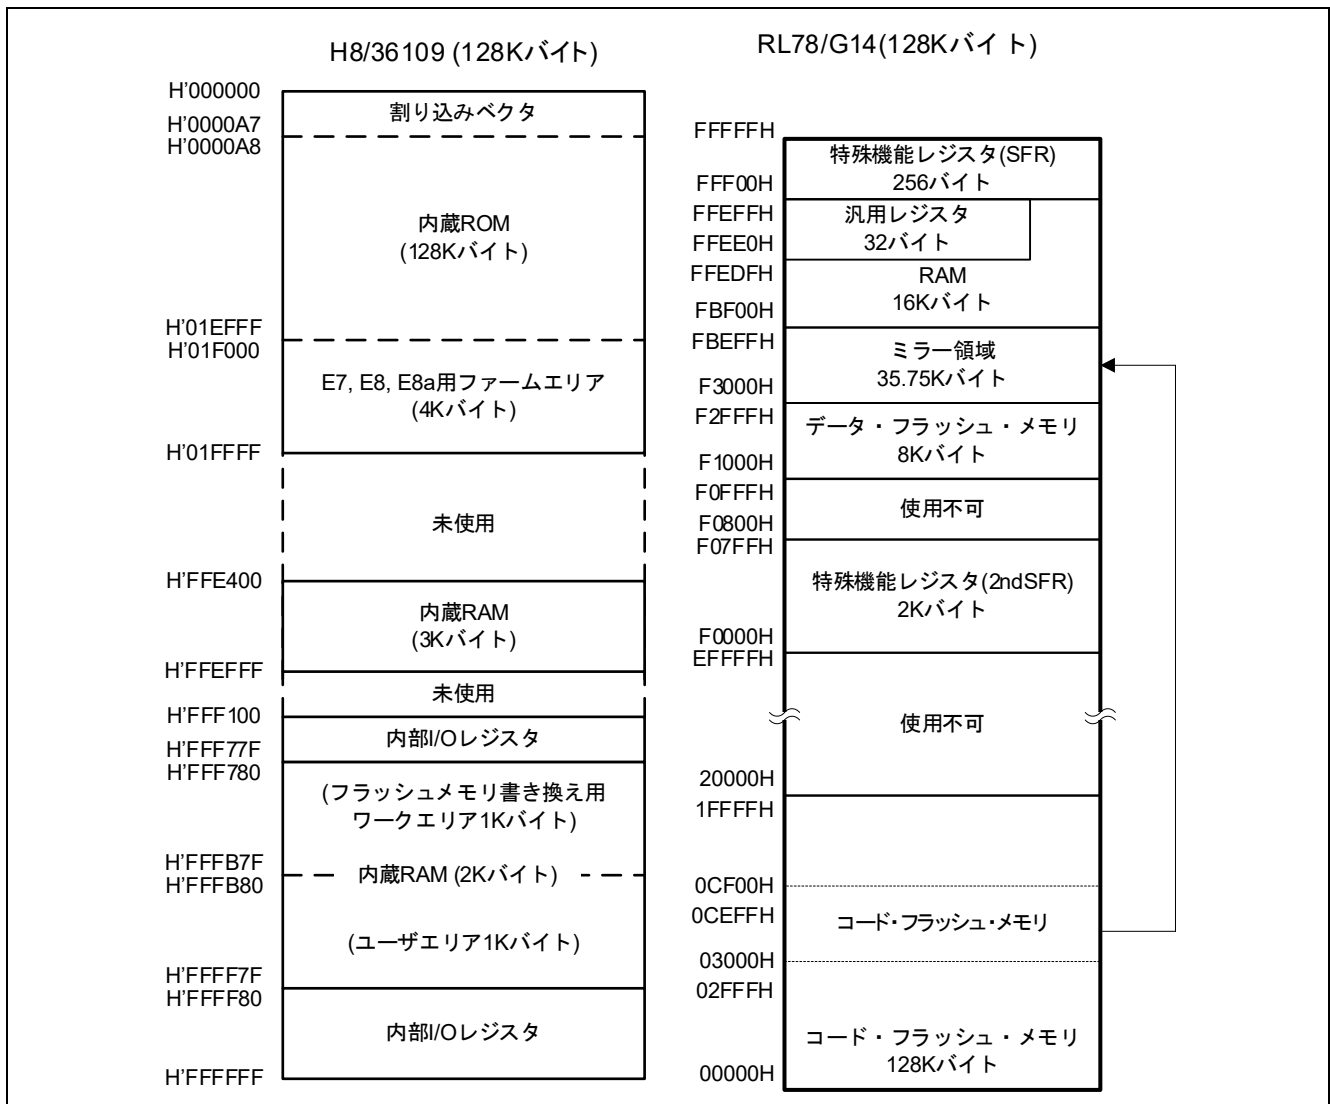 H8/36109 (128Kバイト)
H'000000
割り込みベクタ
H'0000A7
H'0000A8
内蔵ROM
(128Kバイト)
H'01EFFF
H'01F000
E7, E8, E8a用ファームエリア
(4Kバイト)
H'01FFFF
未使用
H'FFE400
内蔵RAM
(3Kバイト)
H'FFEFFF
未使用
H'FFF100
内部I/Oレジスタ
H'FFF77F
H'FFF780
(フラッシュメモリ書き換え用
ワークエリア1Kバイト)
H'FFFB7F
内蔵RAM (2Kバイト)
H'FFFB80
(ユーザエリア1Kバイト)
H'FFFF7F
H'FFFF80
内部I/Oレジスタ
H'FFFFFF
RL78/G14(128Kバイト)
FFFFFH
特殊機能レジスタ(SFR)
256バイト
FFF00H
FFEFFH
汎用レジスタ
32バイト
FFEE0H
FFEDFH
RAM
16Kバイト
FBF00H
FBEFFH
ミラー領域
35.75Kバイト
F3000H
F2FFFH
データ・フラッシュ・メモリ
8Kバイト
F1000H
F0FFFH
使用不可
F0800H
F07FFH
特殊機能レジスタ(2ndSFR)
2Kバイト
F0000H
EFFFFH
使用不可
20000H
1FFFFH
0CF00H
0CEFFH
コード・フラッシュ・メモリ
03000H
02FFFH
コード・フラッシュ・メモリ
128Kバイト
00000H